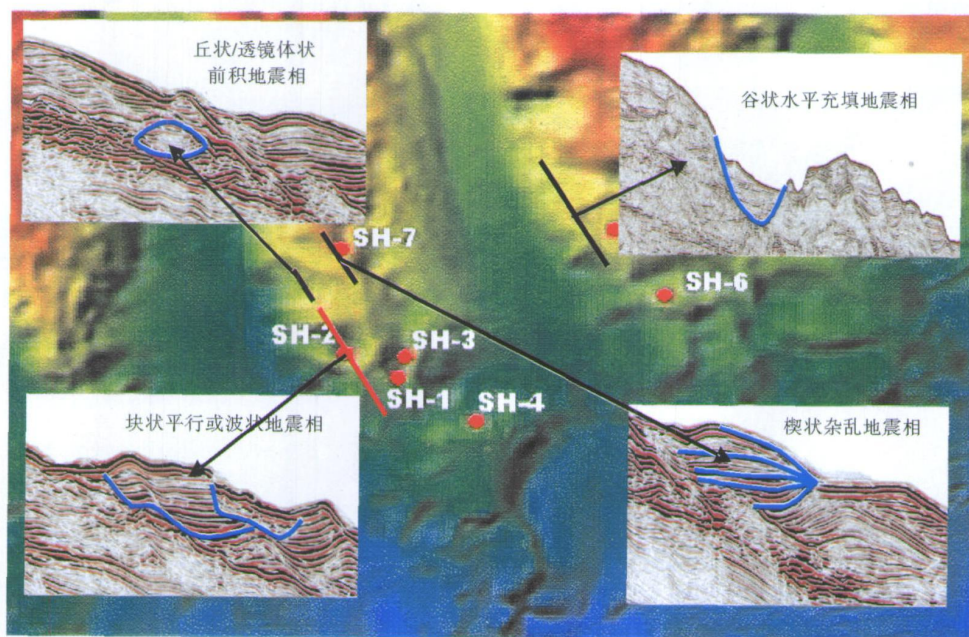 丘状/透镜体状
前积地震相
谷状水平充填地震相
SH-7
SH-6
SH-2
SH-3
SH-1
SH-4
块状平行或波状地震相
楔状杂乱地震相